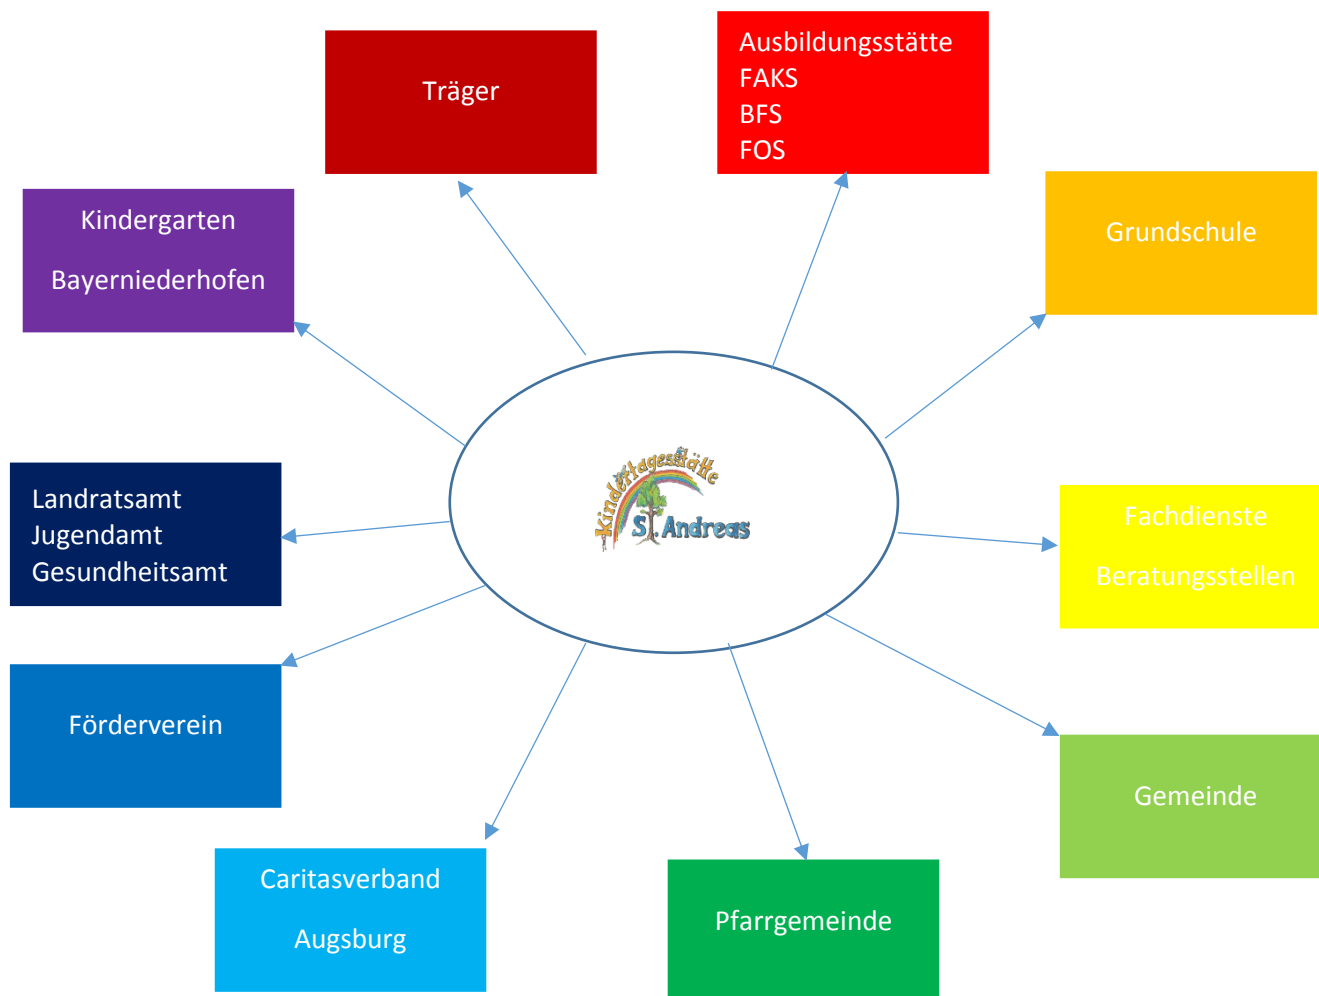 Träger
Ausbildungsstätte
FAKS
BFS
FOS
Kindergarten
Bayerniederhofen
Grundschule
Kindertagesstätte
St. Andreas
Landratsamt
Jugendamt
Gesundheitsamt
Fachdienste
Beratungsstellen
Förderverein
Gemeinde
Caritasverband
Augsburg
Pfarrgemeinde